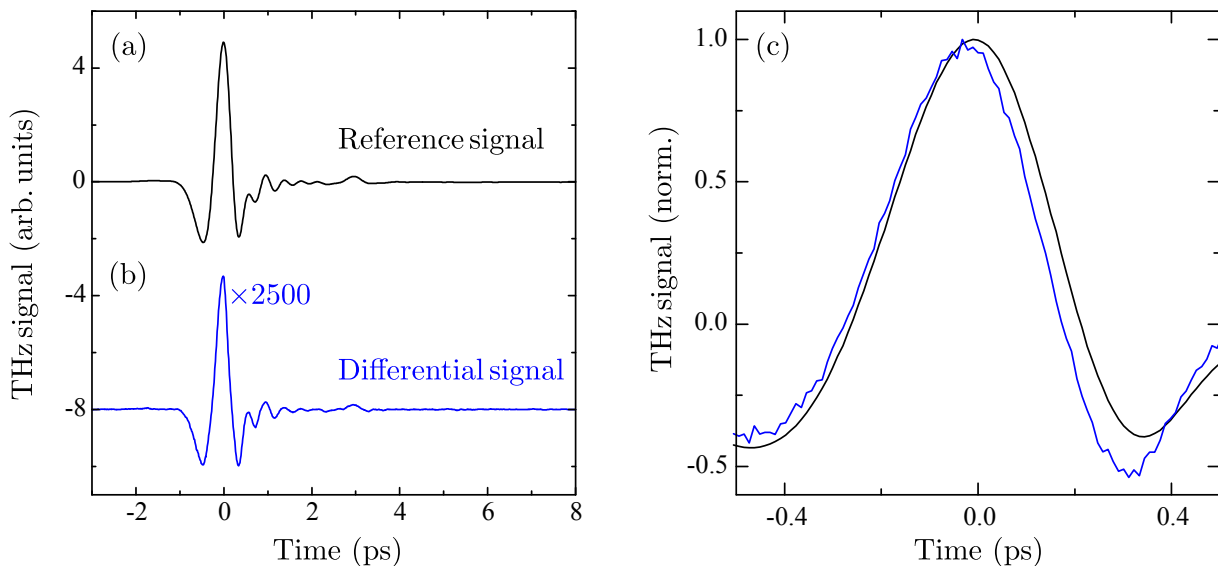 (a)
4
Reference signal
0
(b)
-4
×2500
Differential signal
-8
THz signal (arb. units)
-2 0 2 4 6 8
Time (ps)
(c)
1.0
0.5
0.0
-0.5
THz signal (norm.)
-0.4 0.0 0.4
Time (ps)